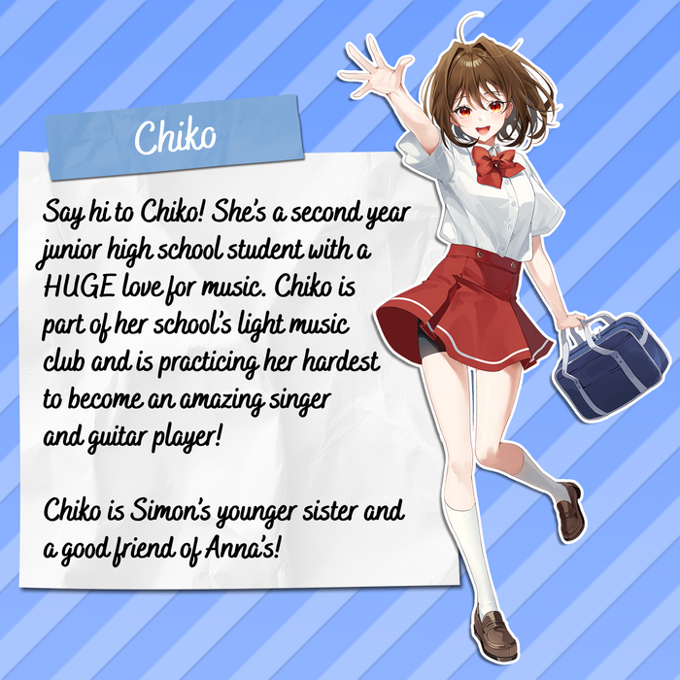 Chiko
Say hi to Chiko! She's a second year
junior high school student with a
HUGE love for music. Chiko is
part of her school's light music
club and is practicing her hardest
to become an amazing singer
and guitar player!
Chiko is Simon's younger sister and
a good friend of Anna's!